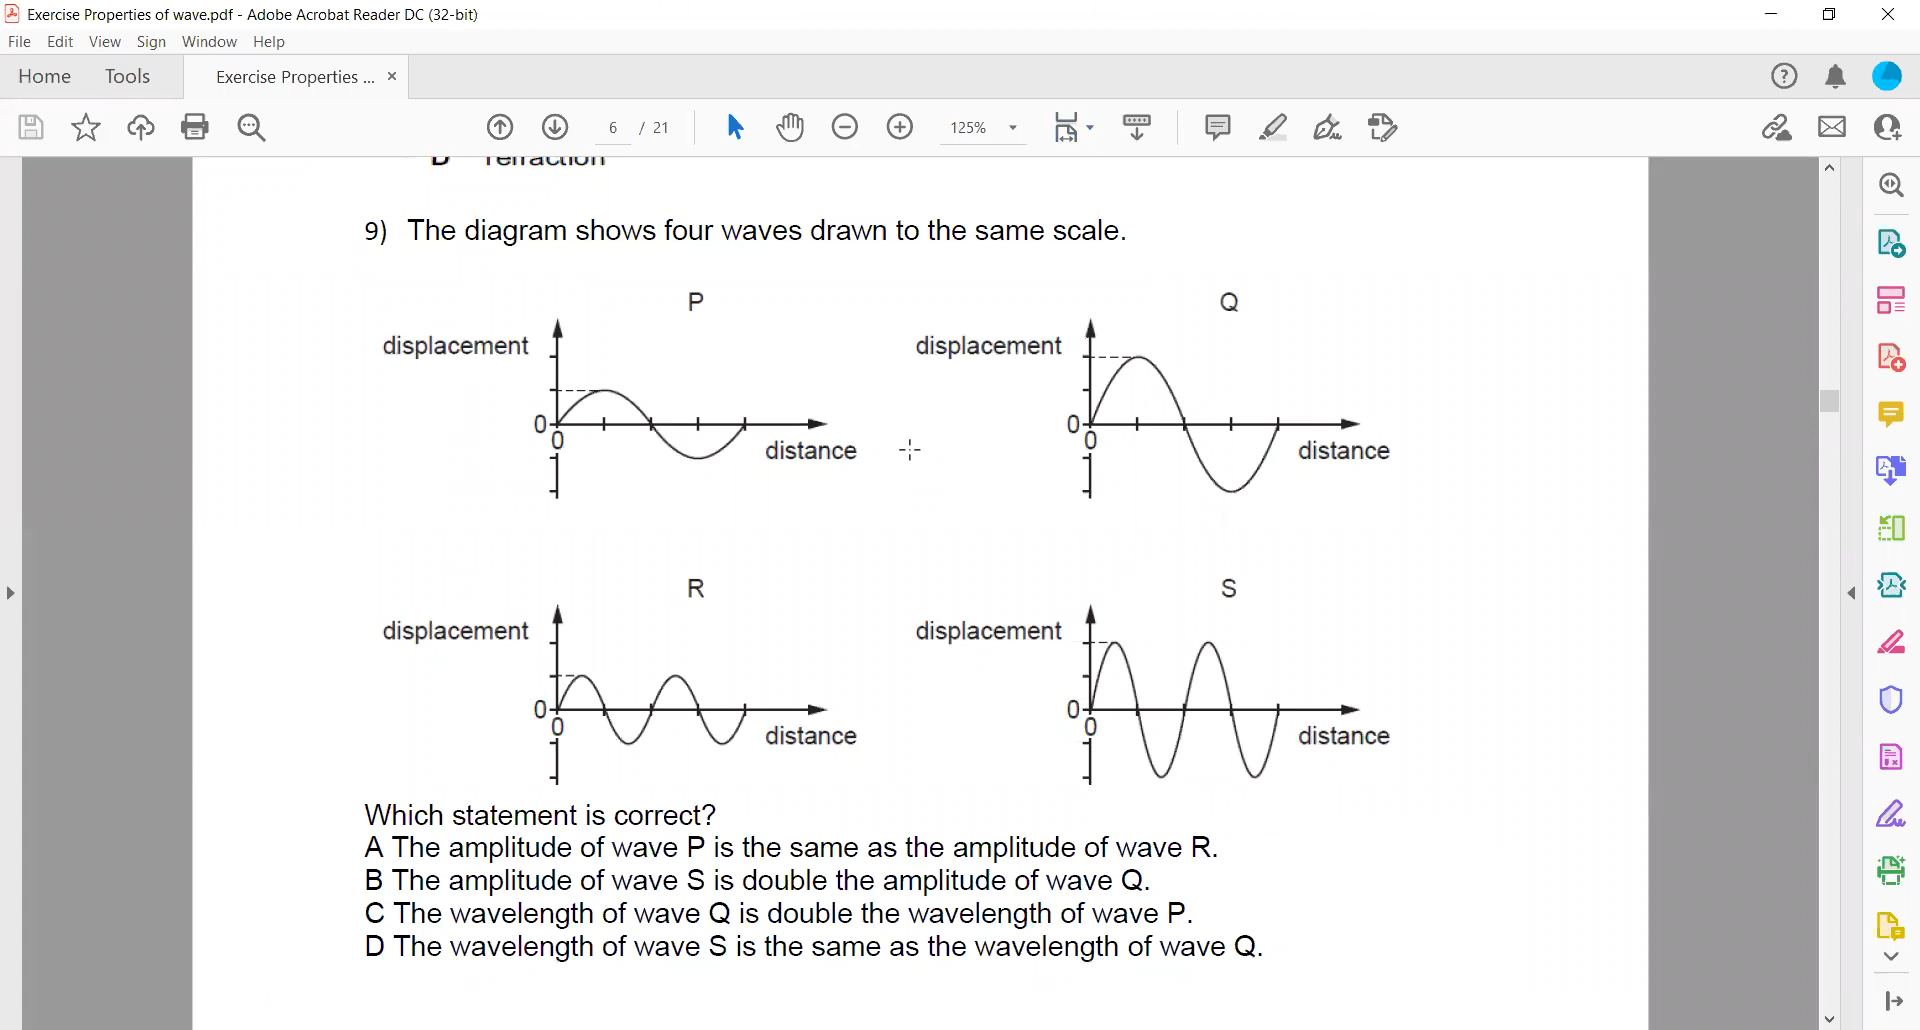 Exercise Properties of wave.pdf - Adobe Acrobat Reader DC (32-bit)
File Edit View Sign Window Help
Home Tools Exercise Properties ... ×
6 / 21 125%
D refraction
9) The diagram shows four waves drawn to the same scale.
P
displacement
0
0
distance
Q
displacement
0
0
distance
R
displacement
0
0
distance
S
displacement
0
0
distance
Which statement is correct?
A The amplitude of wave P is the same as the amplitude of wave R.
B The amplitude of wave S is double the amplitude of wave Q.
C The wavelength of wave Q is double the wavelength of wave P.
D The wavelength of wave S is the same as the wavelength of wave Q.